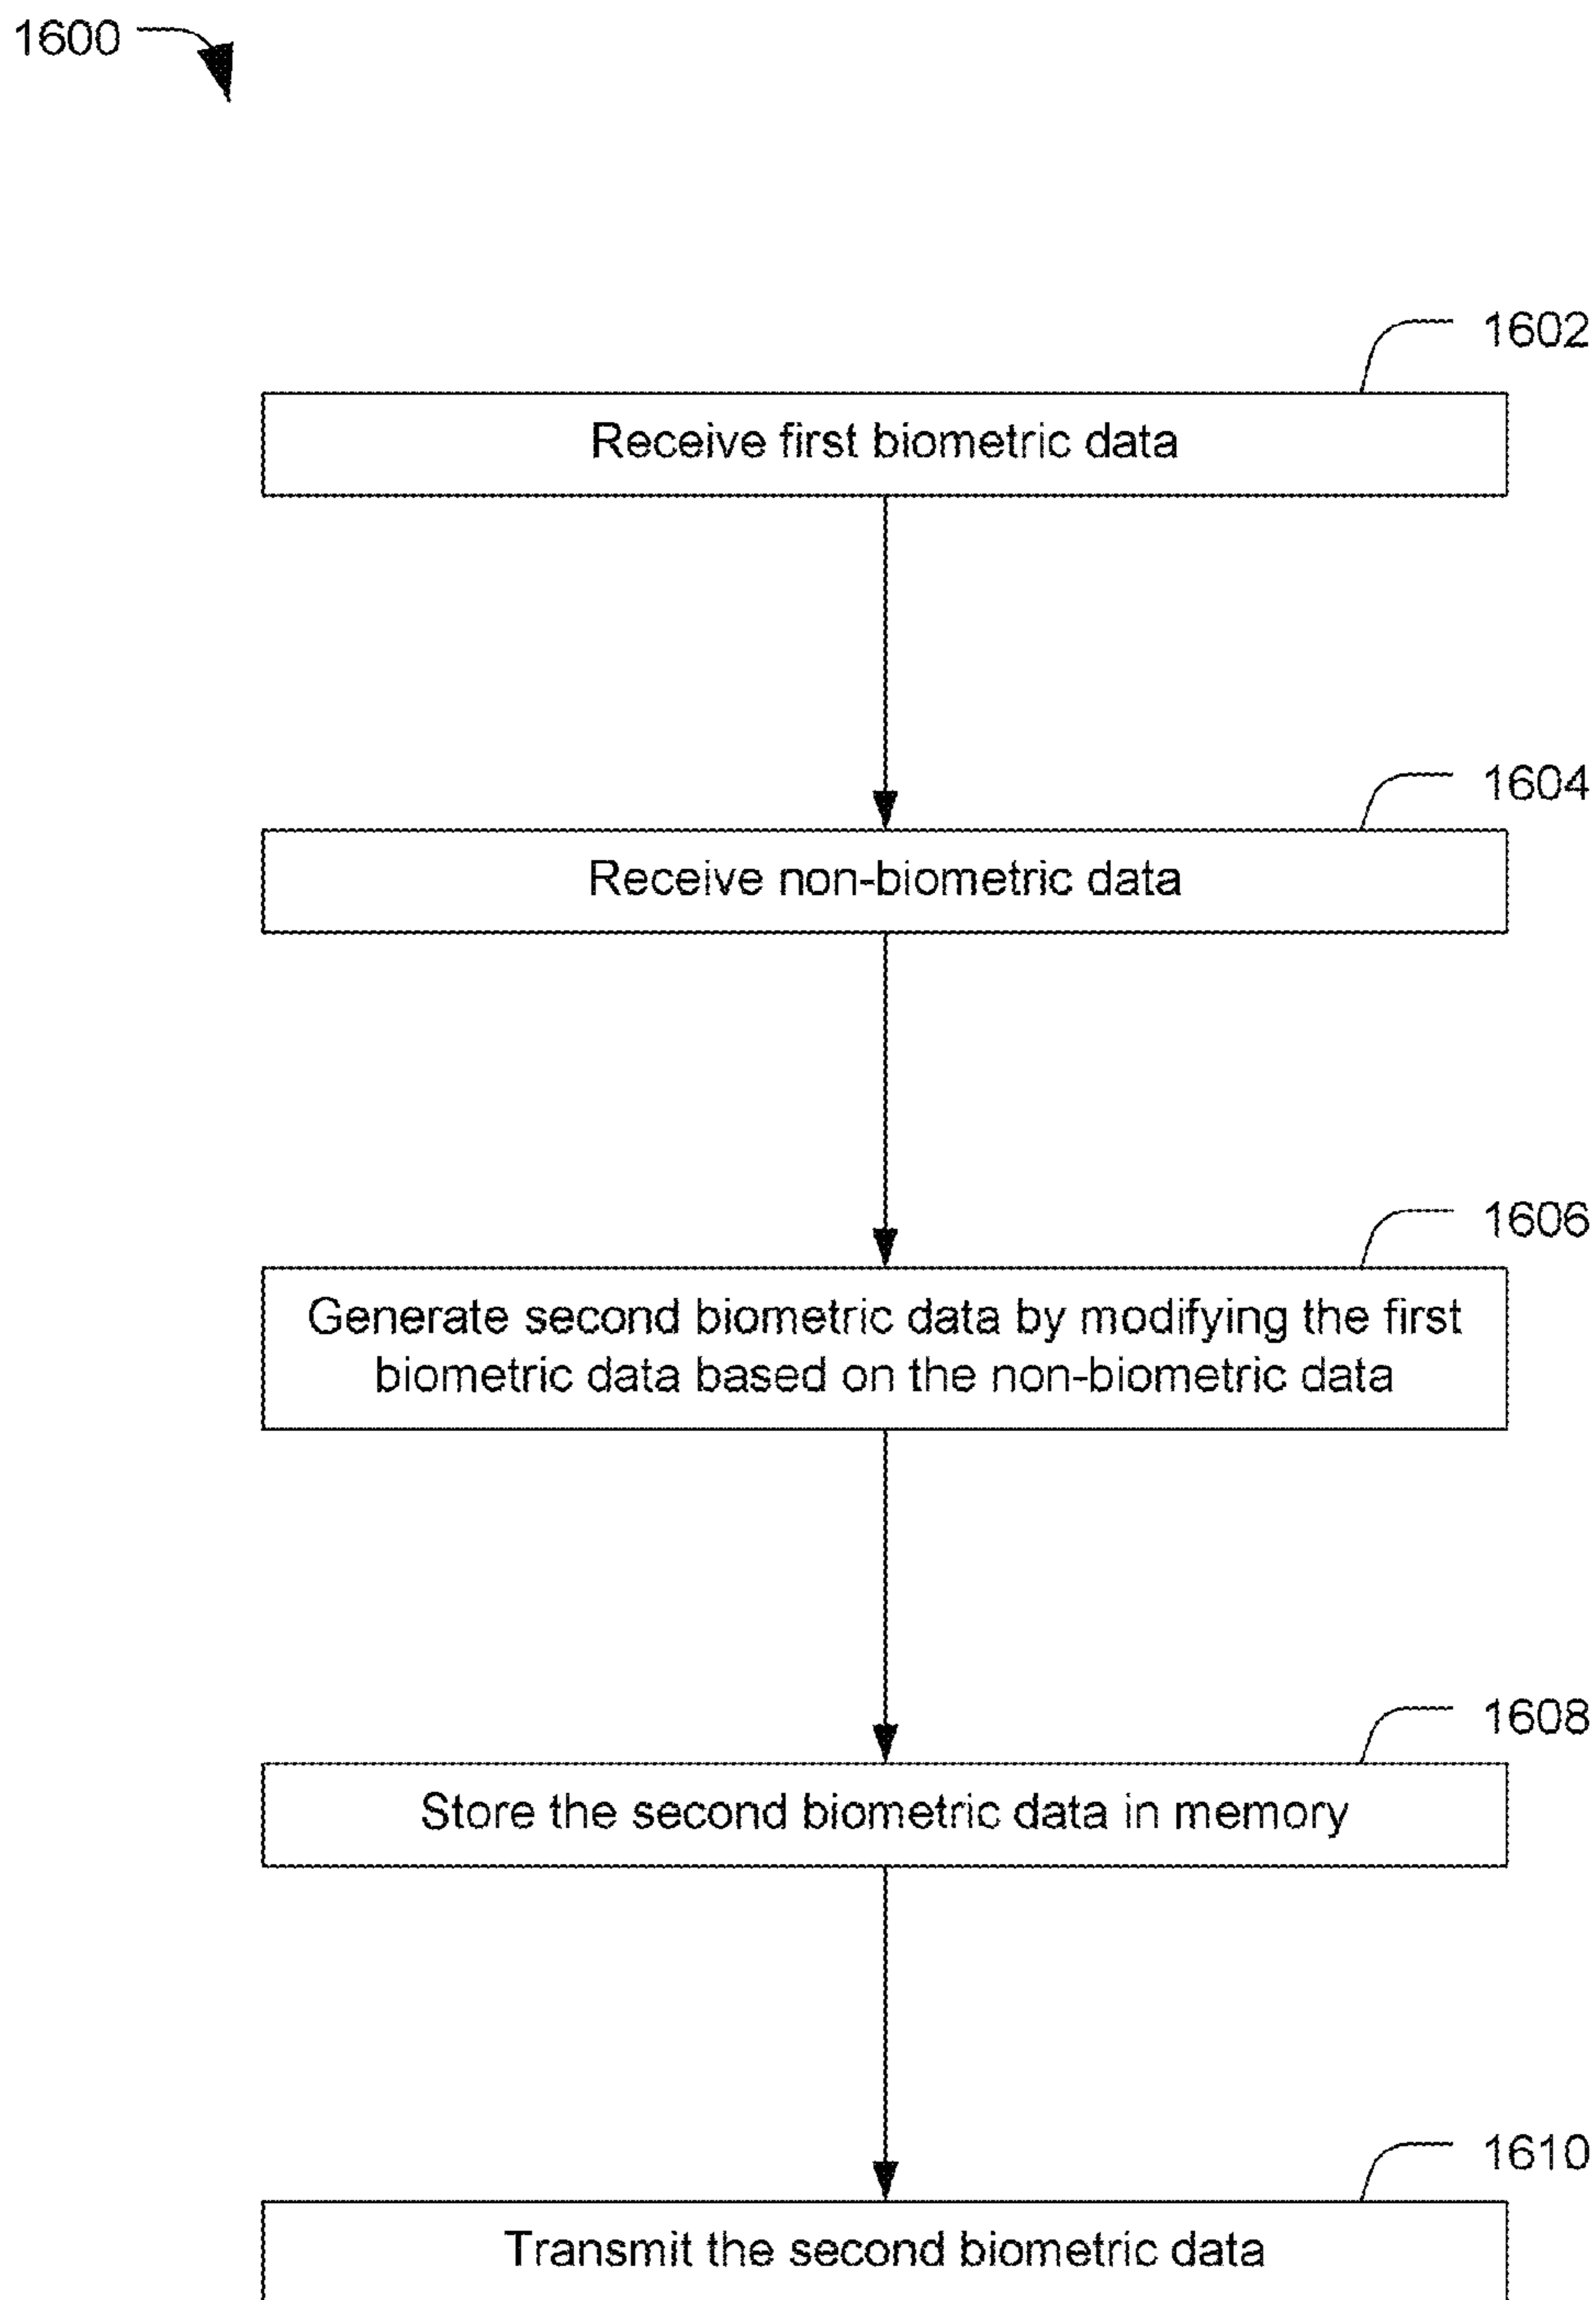 1600
1602
Receive first biometric data
1604
Receive non-biometric data
1606
Generate second biometric data by modifying the first
biometric data based on the non-biometric data
1608
Store the second biometric data in memory
1610
Transmit the second biometric data